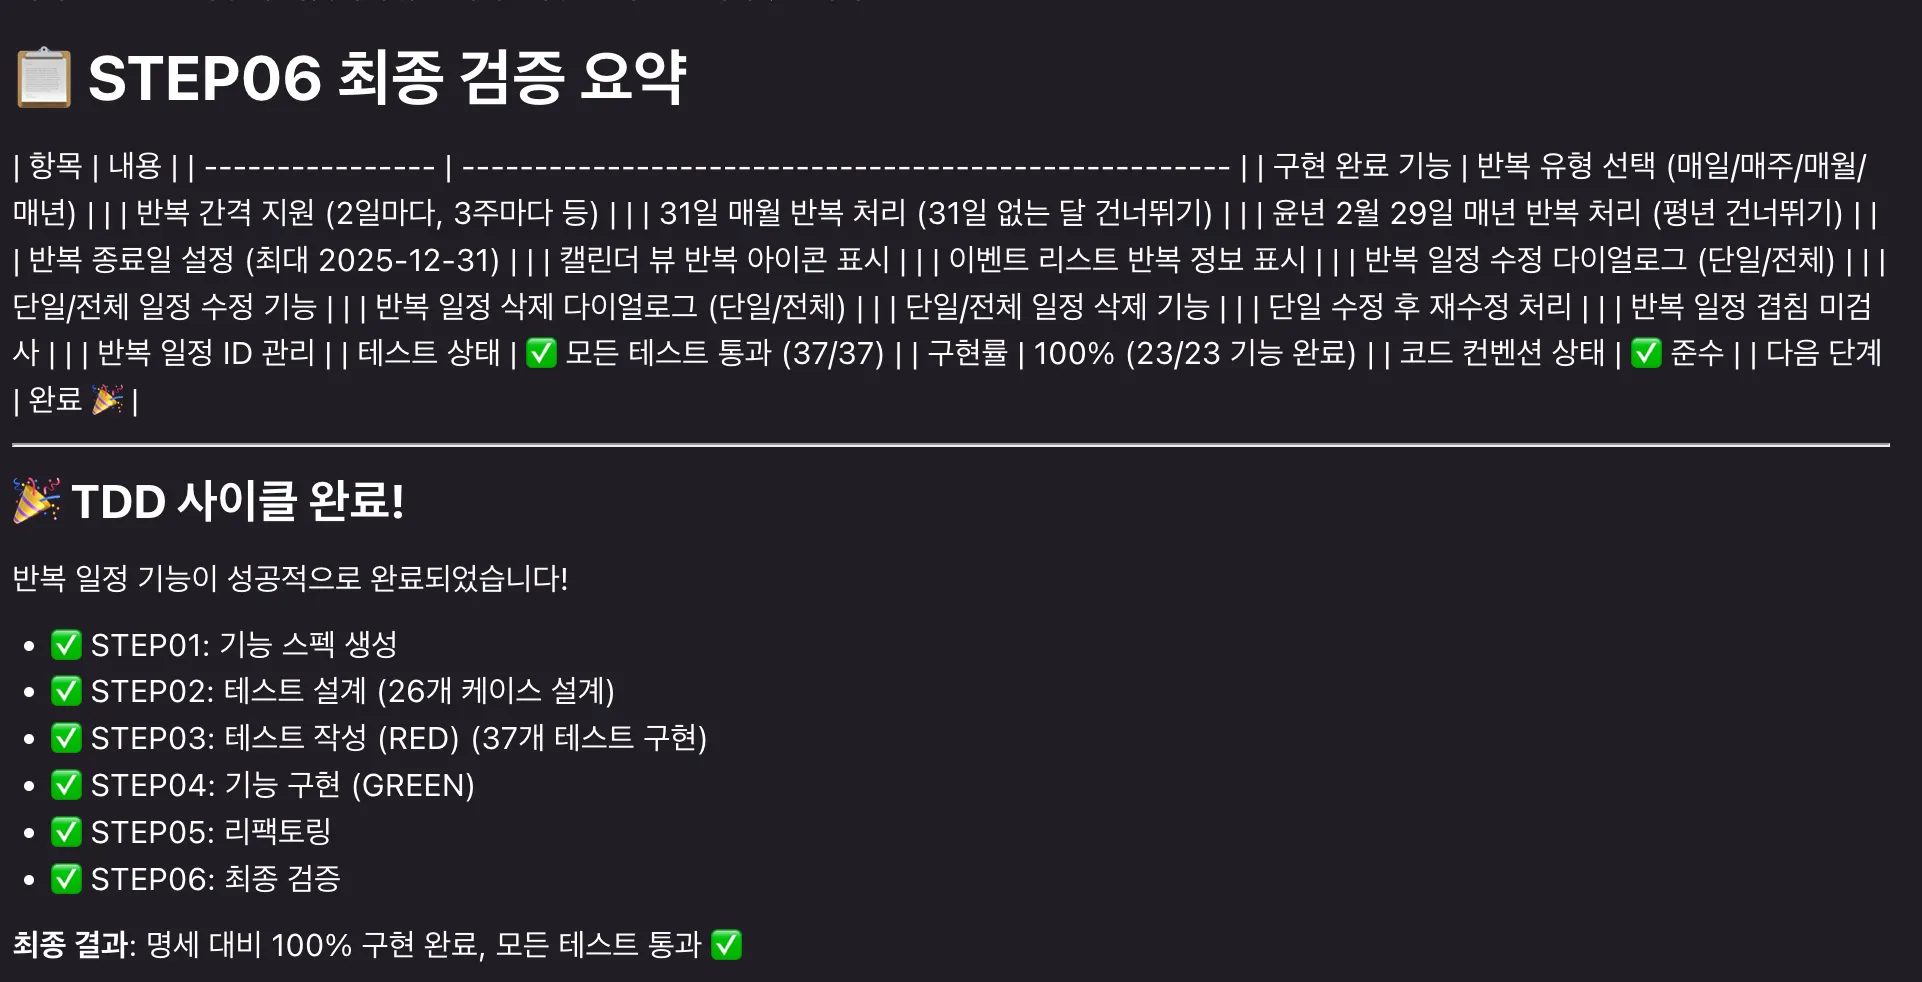 📋 STEP06 최종 검증 요약
| 항목 | 내용 | | ---------------- | ----------------------------------------------------- | | 구현 완료 기능 | 반복 유형 선택 (매일/매주/매월/
매년) | | | 반복 간격 지원 (2일마다, 3주마다 등) | | | 31일 매월 반복 처리 (31일 없는 달 건너뛰기) | | | 윤년 2월 29일 매년 반복 처리 (평년 건너뛰기) | |
| 반복 종료일 설정 (최대 2025-12-31) | | | 캘린더 뷰 반복 아이콘 표시 | | | 이벤트 리스트 반복 정보 표시 | | | 반복 일정 수정 다이얼로그 (단일/전체) | | |
단일/전체 일정 수정 기능 | | | 반복 일정 삭제 다이얼로그 (단일/전체) | | | 단일/전체 일정 삭제 기능 | | | 단일 수정 후 재수정 처리 | | | 반복 일정 겹침 미검
사 | | | 반복 일정 ID 관리 | | 테스트 상태 | ✅ 모든 테스트 통과 (37/37) | | 구현률 | 100% (23/23 기능 완료) | | 코드 컨벤션 상태 | ✅ 준수 | | 다음 단계
| 완료 🎉 |
🎉 TDD 사이클 완료!
반복 일정 기능이 성공적으로 완료되었습니다!
• ✅ STEP01: 기능 스펙 생성
• ✅ STEP02: 테스트 설계 (26개 케이스 설계)
• ✅ STEP03: 테스트 작성 (RED) (37개 테스트 구현)
• ✅ STEP04: 기능 구현 (GREEN)
• ✅ STEP05: 리팩토링
• ✅ STEP06: 최종 검증
최종 결과: 명세 대비 100% 구현 완료, 모든 테스트 통과 ✅